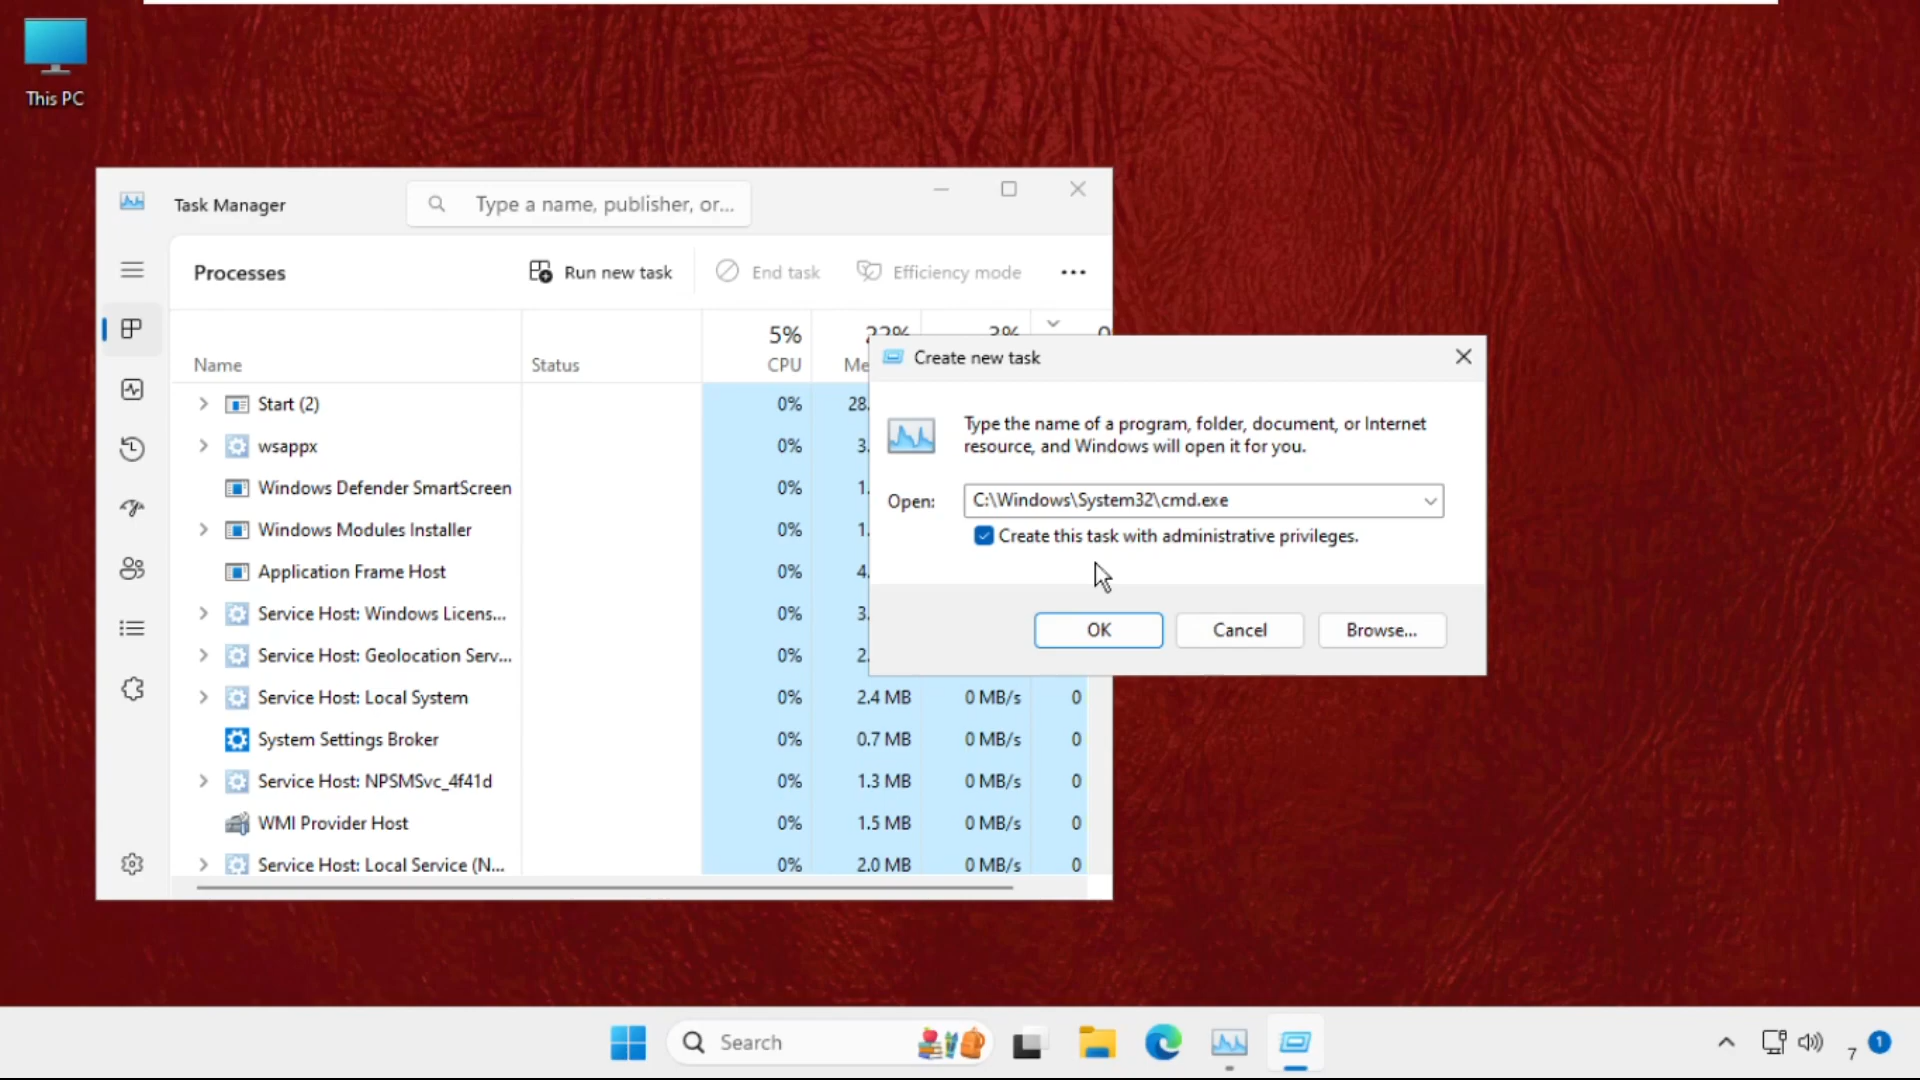 This PC
Task Manager
Type a name, publisher, or...
Processes
Run new task
End task
Efficiency mode
5%
22%
3%
Name
Status
CPU
Create new task
Type the name of a program, folder, document, or Internet
resource, and Windows will open it for you.
Open:
C:\Windows\System32\cmd.exe
Create this task with administrative privileges.
OK
Cancel
Browse...
Start (2)
0%
28.
wsappx
0%
3.
Windows Defender SmartScreen
0%
1.
Windows Modules Installer
0%
1.
Application Frame Host
0%
4.
Service Host: Windows Licens...
0%
3.
Service Host: Geolocation Serv...
0%
2.
Service Host: Local System
0%
2.4 MB
0 MB/s
0
System Settings Broker
0%
0.7 MB
0 MB/s
0
Service Host: NPSMSvc_4f41d
0%
1.3 MB
0 MB/s
0
WMI Provider Host
0%
1.5 MB
0 MB/s
0
Service Host: Local Service (N...
0%
2.0 MB
0 MB/s
0
Search
7
1